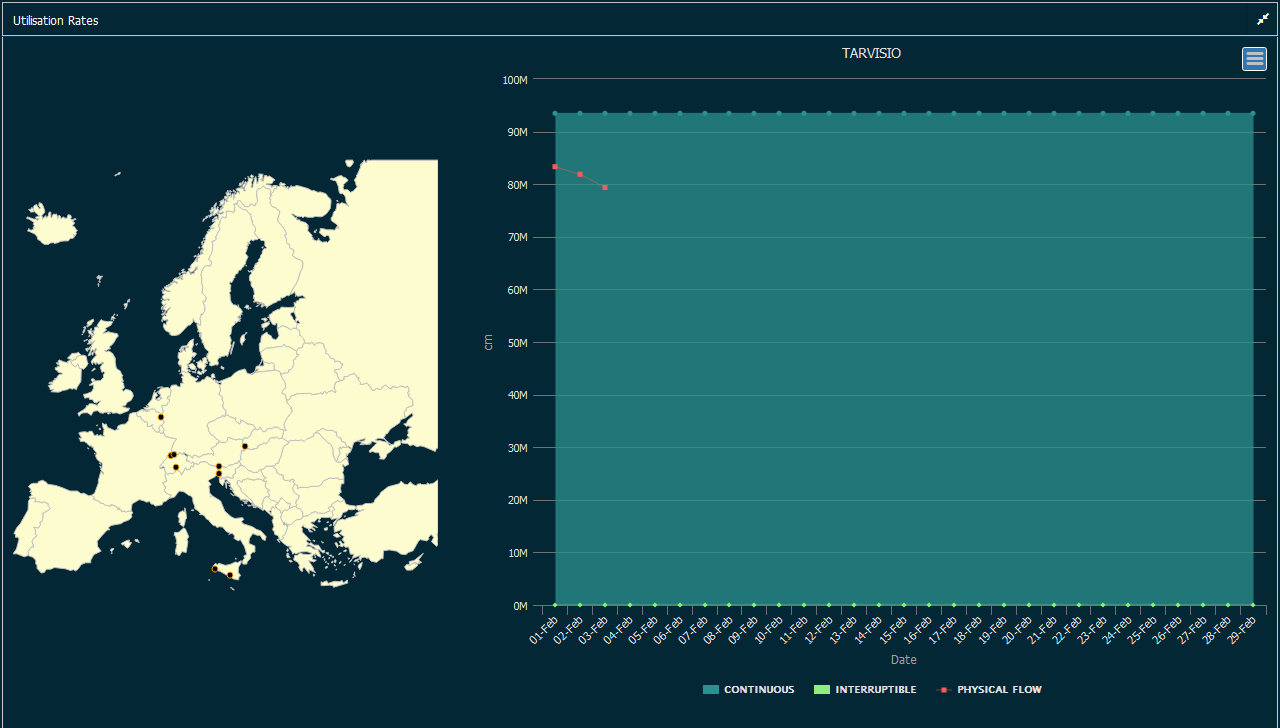 Utilisation Rates
TARVISIO
100M
90M
80M
70M
60M
50M
40M
30M
20M
10M
0M
cm
01-Feb
02-Feb
03-Feb
04-Feb
05-Feb
06-Feb
07-Feb
08-Feb
09-Feb
10-Feb
11-Feb
12-Feb
13-Feb
14-Feb
15-Feb
16-Feb
17-Feb
18-Feb
19-Feb
20-Feb
21-Feb
22-Feb
23-Feb
24-Feb
25-Feb
26-Feb
27-Feb
28-Feb
29-Feb
Date
CONTINUOUS INTERRUPTIBLE PHYSICAL FLOW